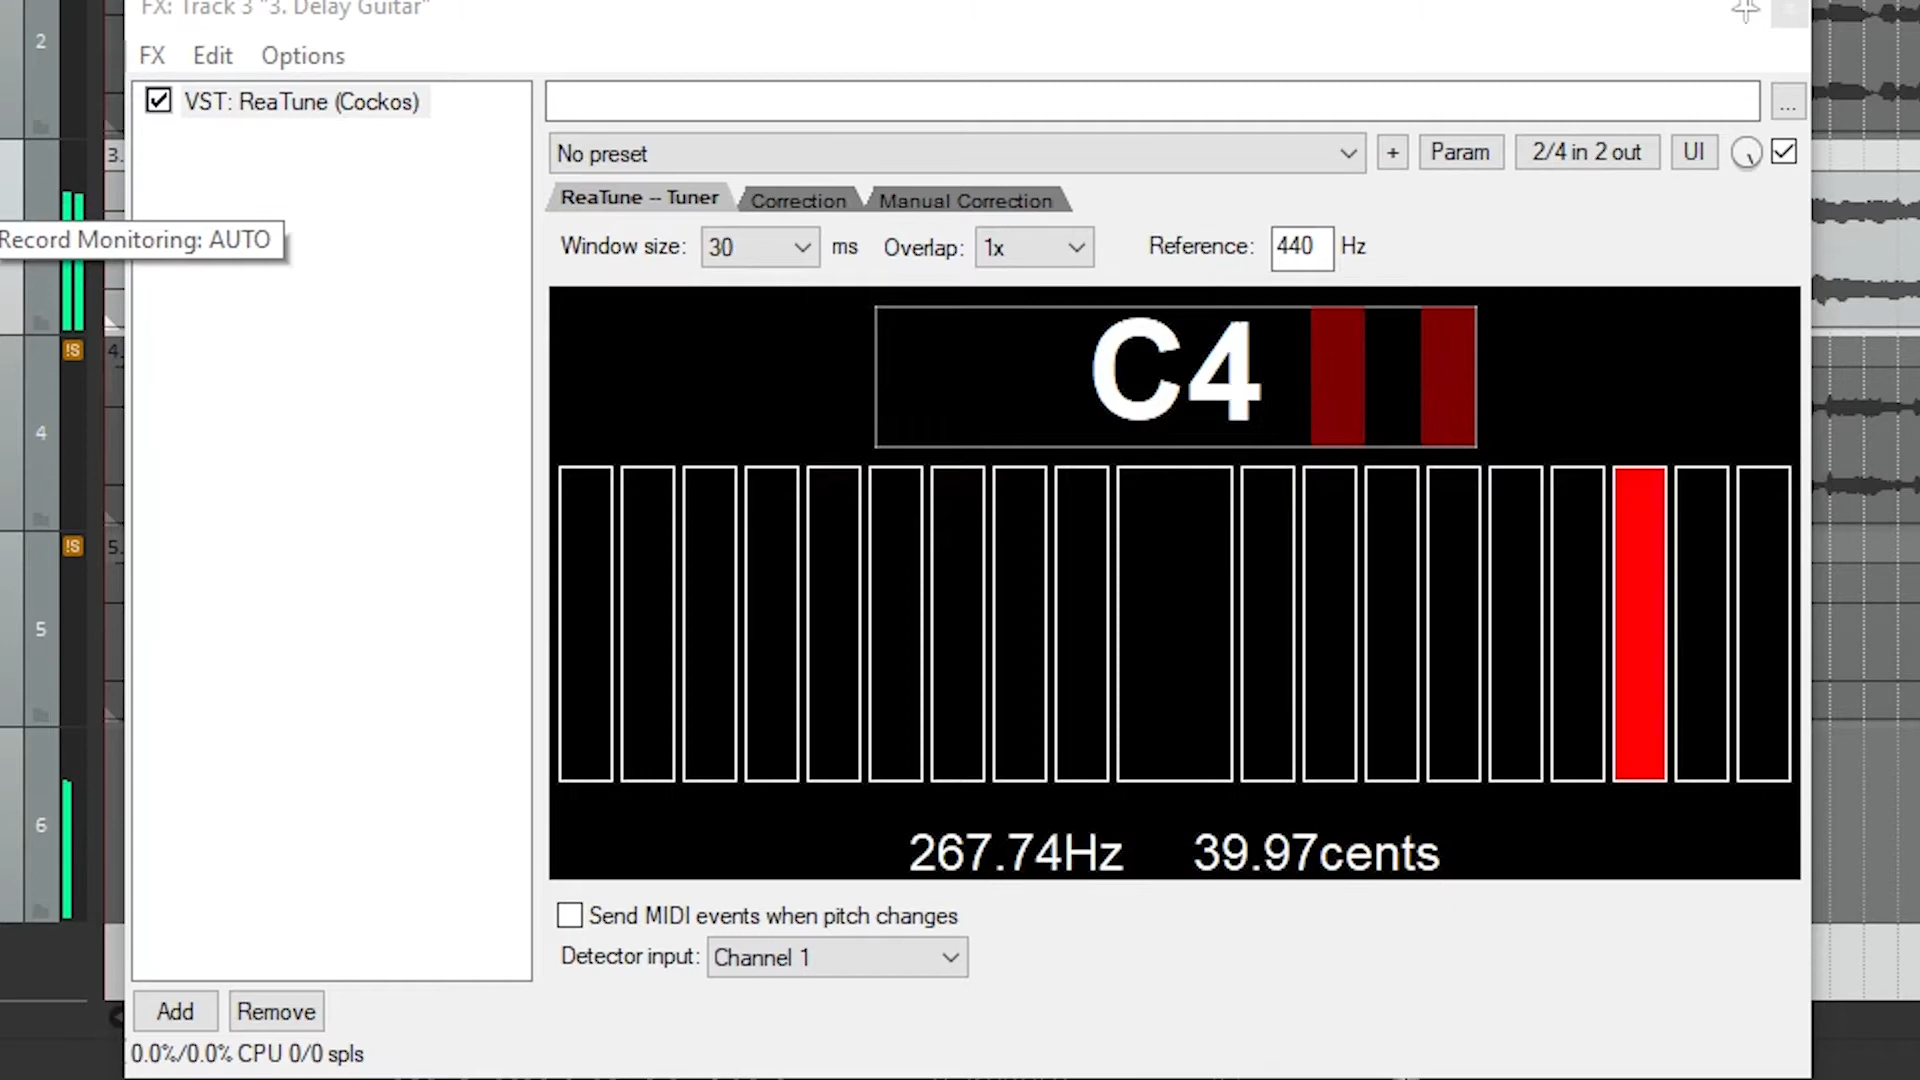 FX: Track 3 "3. Delay Guitar"
FX Edit Options
VST: ReaTune (Cockos)
...
No preset
+
Param
2/4 in 2 out
UI
ReaTune -- Tuner
Correction
Manual Correction
Window size: 30 ms Overlap: 1x Reference: 440 Hz
C4
267.74Hz 39.97cents
Send MIDI events when pitch changes
Detector input: Channel 1
Add
Remove
0.0%/0.0% CPU 0/0 spls
Record Monitoring: AUTO
2
3.
!S
4.
4
!S
5.
5
6